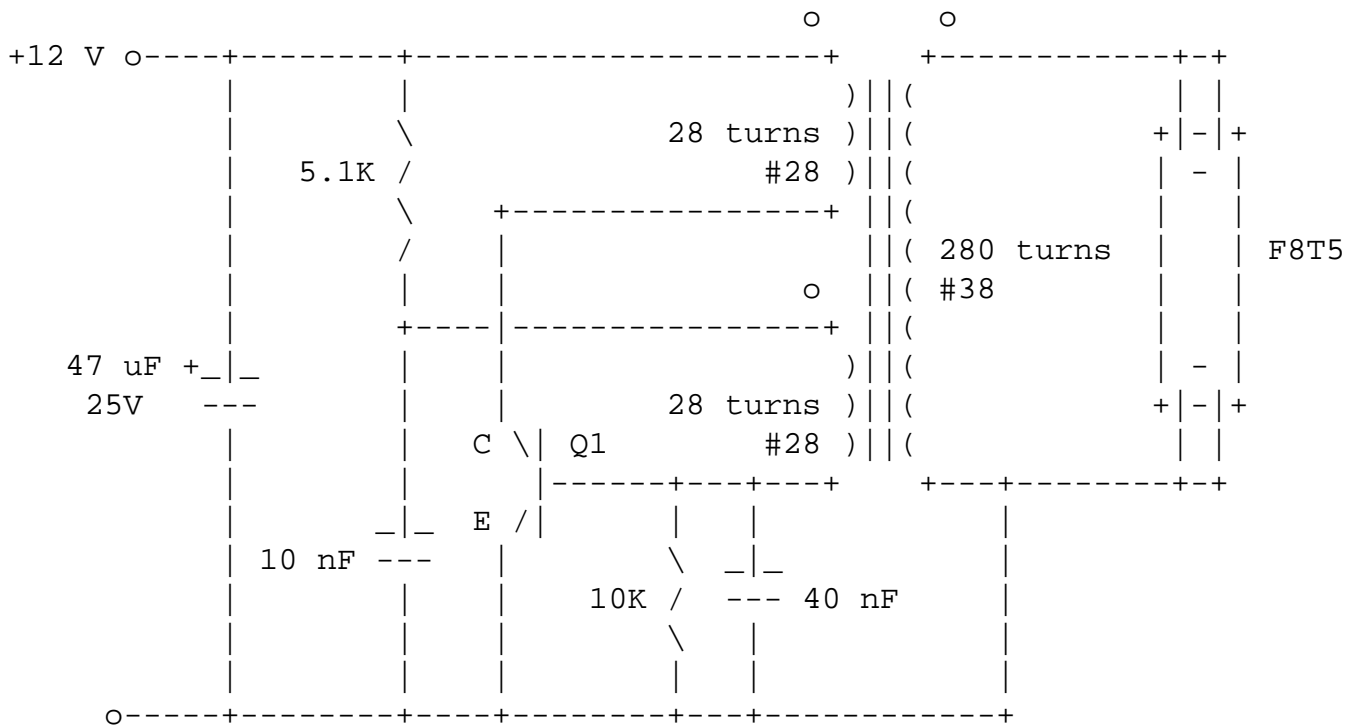 o o
+12 V o-----+---------+----------------------+ +-------------+-+
| | )||( | |
| \ 28 turns )||( +|-|+
| 5.1K / #28 )||( | - |
| \ +-----------------+ ||( | |
| / | ||( 280 turns | | F8T5
| | | o ||( #38 | |
| +----|-----------------+ ||( | |
47 uF +_|_ | | )||( | - |
25V --- | | 28 turns )||( +|-|+
| | C \| Q1 #28 )||( | |
| | |------+---+---+ +---+---------+-+
| _|_ E /| | | |
| 10 nF --- | \ _|_ |
| | | 10K / --- 40 nF |
| | | \ | |
| | | | | |
o-----+---------+----+---------+---+------------+